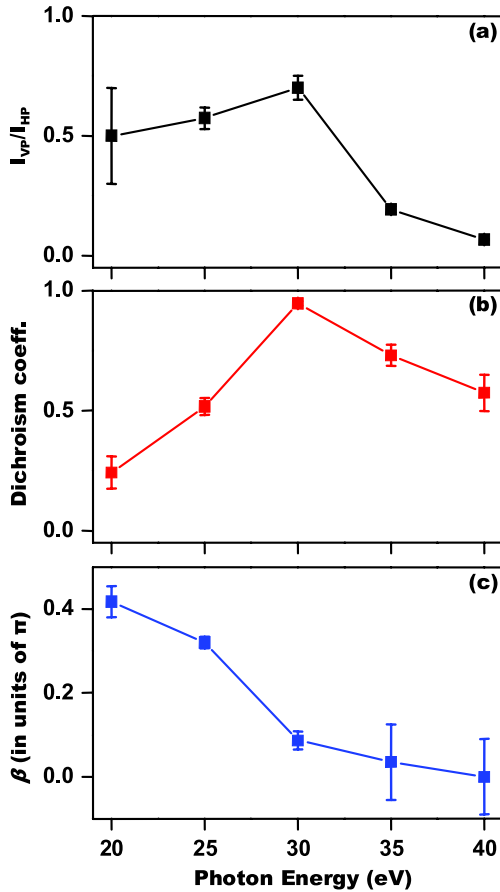 (a)
1.0
0.5
0.0
I_VP/I_HP
(b)
1.0
0.5
0.0
Dichroism coeff.
(c)
0.4
0.2
0.0
β (in units of π)
20 25 30 35 40
Photon Energy (eV)